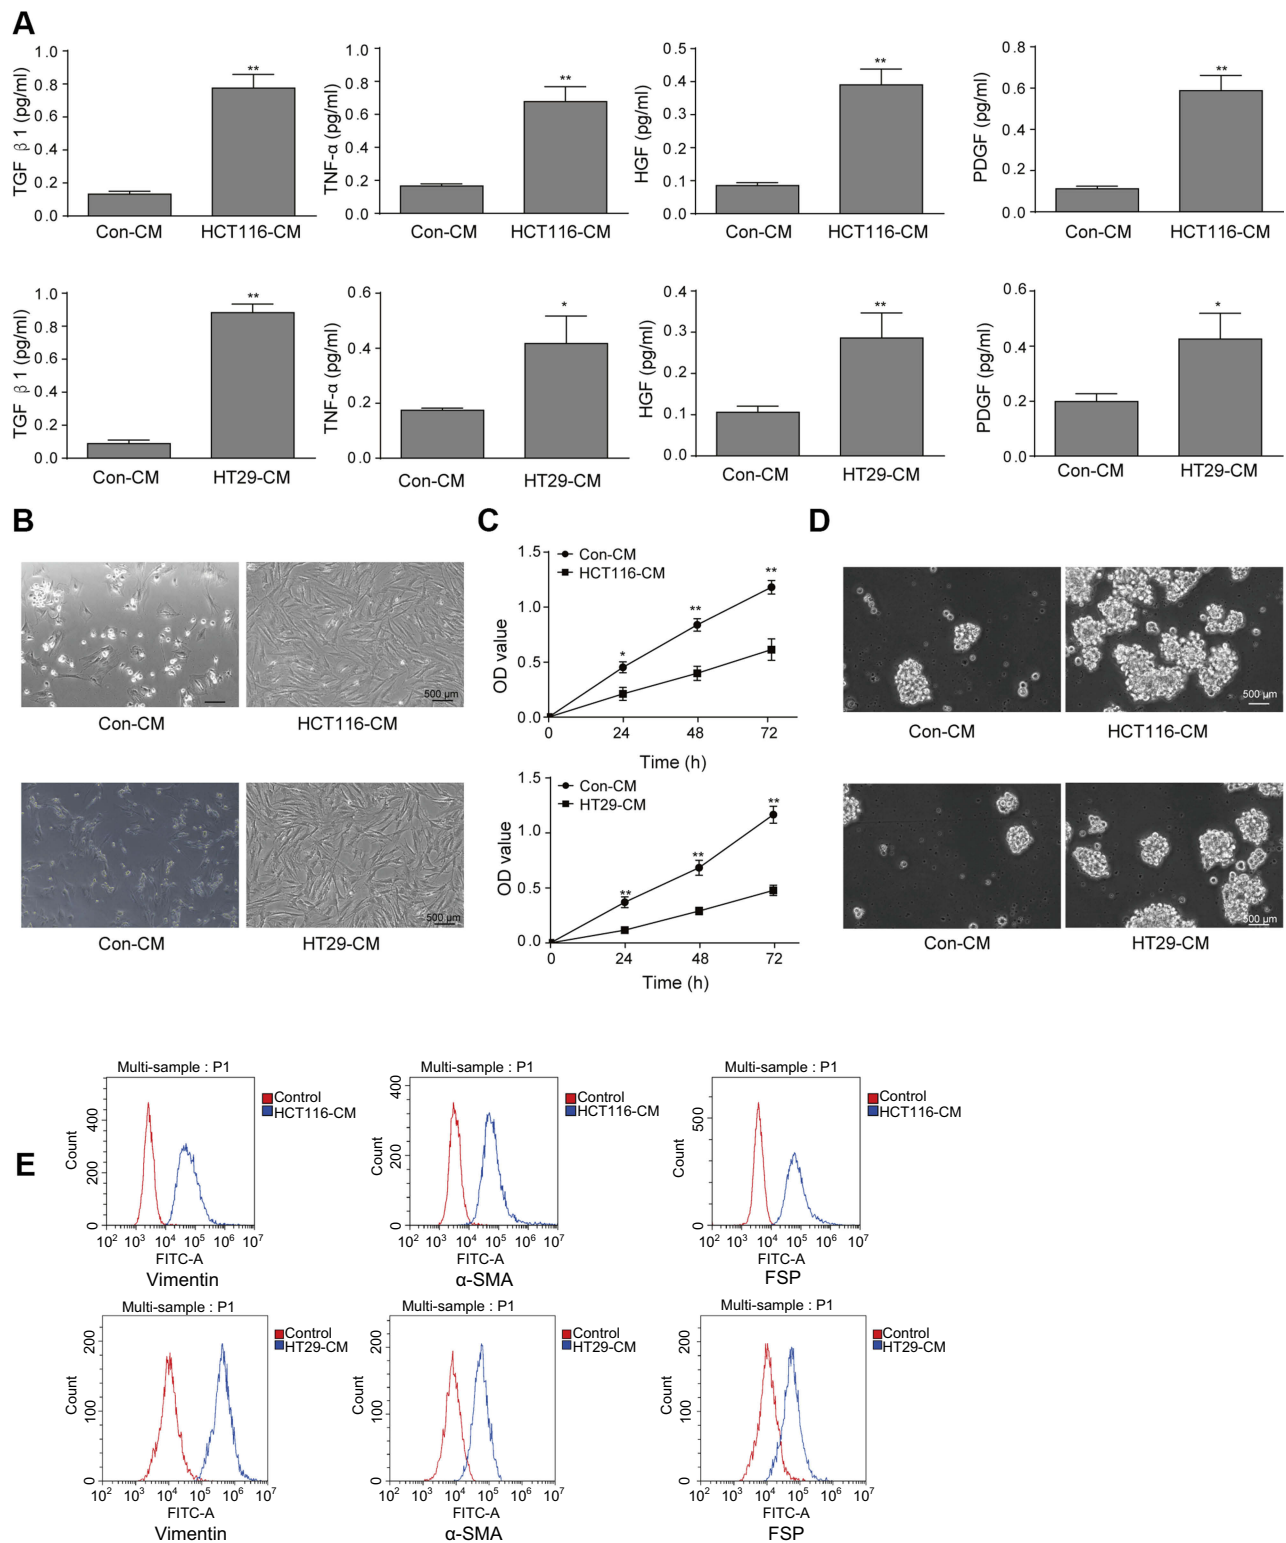 A
TGF β 1 (pg/ml)
1.0
0.8
0.6
0.4
0.2
0.0
**
Con-CM
HCT116-CM
TNF-α (pg/ml)
1.0
0.8
0.6
0.4
0.2
0.0
**
Con-CM
HCT116-CM
HGF (pg/ml)
0.5
0.4
0.3
0.2
0.1
0.0
**
Con-CM
HCT116-CM
PDGF (pg/ml)
0.8
0.6
0.4
0.2
0.0
**
Con-CM
HCT116-CM
TGF β 1 (pg/ml)
1.0
0.8
0.6
0.4
0.2
0.0
**
Con-CM
HT29-CM
TNF-α (pg/ml)
0.6
0.4
0.2
0.0
*
Con-CM
HT29-CM
HGF (pg/ml)
0.4
0.3
0.2
0.1
0.0
**
Con-CM
HT29-CM
PDGF (pg/ml)
0.6
0.4
0.2
0.0
*
Con-CM
HT29-CM
B
500 μm
Con-CM
HCT116-CM
500 μm
Con-CM
HT29-CM
C
OD value
1.5
1.0
0.5
0.0
Con-CM
HCT116-CM
*
**
**
0 24 48 72
Time (h)
OD value
1.5
1.0
0.5
0.0
Con-CM
HT29-CM
**
**
**
0 24 48 72
Time (h)
D
500 μm
Con-CM
HCT116-CM
500 μm
Con-CM
HT29-CM
E
Multi-sample : P1
Control
HCT116-CM
Count
400
200
0
10² 10³ 10⁴ 10⁵ 10⁶ 10⁷
FITC-A
Vimentin
Multi-sample : P1
Control
HCT116-CM
Count
400
200
0
10² 10³ 10⁴ 10⁵ 10⁶ 10⁷
FITC-A
α-SMA
Multi-sample : P1
Control
HCT116-CM
Count
500
0
10² 10³ 10⁴ 10⁵ 10⁶ 10⁷
FITC-A
FSP
Multi-sample : P1
Control
HT29-CM
Count
200
100
0
10² 10³ 10⁴ 10⁵ 10⁶ 10⁷
FITC-A
Vimentin
Multi-sample : P1
Control
HT29-CM
Count
200
100
0
10² 10³ 10⁴ 10⁵ 10⁶ 10⁷
FITC-A
α-SMA
Multi-sample : P1
Control
HT29-CM
Count
200
100
0
10² 10³ 10⁴ 10⁵ 10⁶ 10⁷
FITC-A
FSP